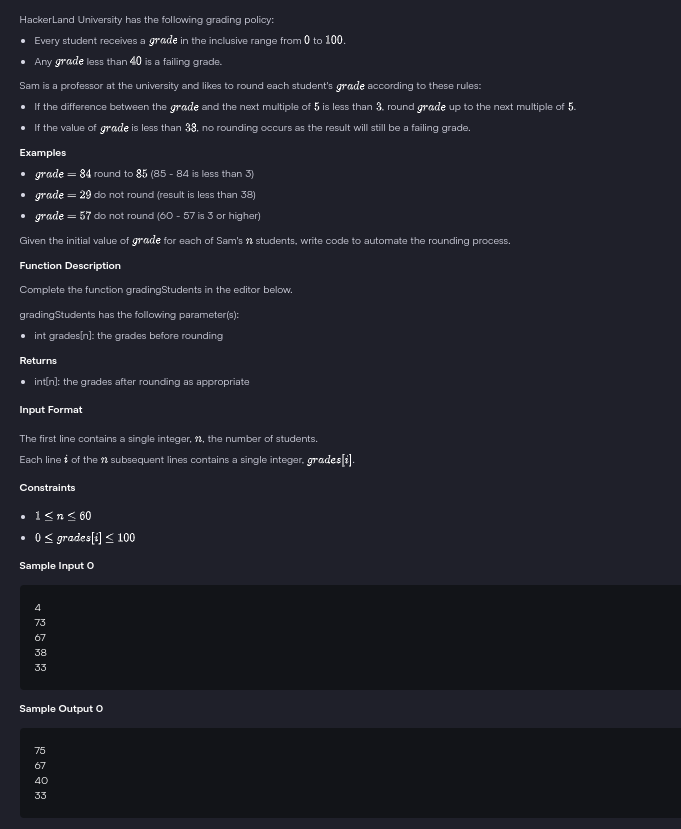 HackerLand University has the following grading policy:
• Every student receives a grade in the inclusive range from 0 to 100.
• Any grade less than 40 is a failing grade.
Sam is a professor at the university and likes to round each student's grade according to these rules:
• If the difference between the grade and the next multiple of 5 is less than 3, round grade up to the next multiple of 5.
• If the value of grade is less than 38, no rounding occurs as the result will still be a failing grade.
Examples
• grade = 84 round to 85 (85 - 84 is less than 3)
• grade = 29 do not round (result is less than 38)
• grade = 57 do not round (60 - 57 is 3 or higher)
Given the initial value of grade for each of Sam's n students, write code to automate the rounding process.
Function Description
Complete the function gradingStudents in the editor below.
gradingStudents has the following parameter(s):
• int grades[n]: the grades before rounding
Returns
• int[n]: the grades after rounding as appropriate
Input Format
The first line contains a single integer, n, the number of students.
Each line i of the n subsequent lines contains a single integer, grades[i].
Constraints
• 1 ≤ n ≤ 60
• 0 ≤ grades[i] ≤ 100
Sample Input 0
4
73
67
38
33
Sample Output 0
75
67
40
33